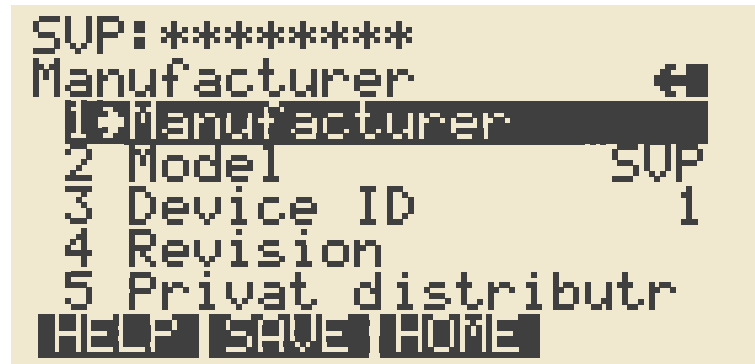 SVP:********
Manufacturer
1→Manufacturer
2 Model SVP
3 Device ID 1
4 Revision
5 Privat distributr
HELP SAVE HOME